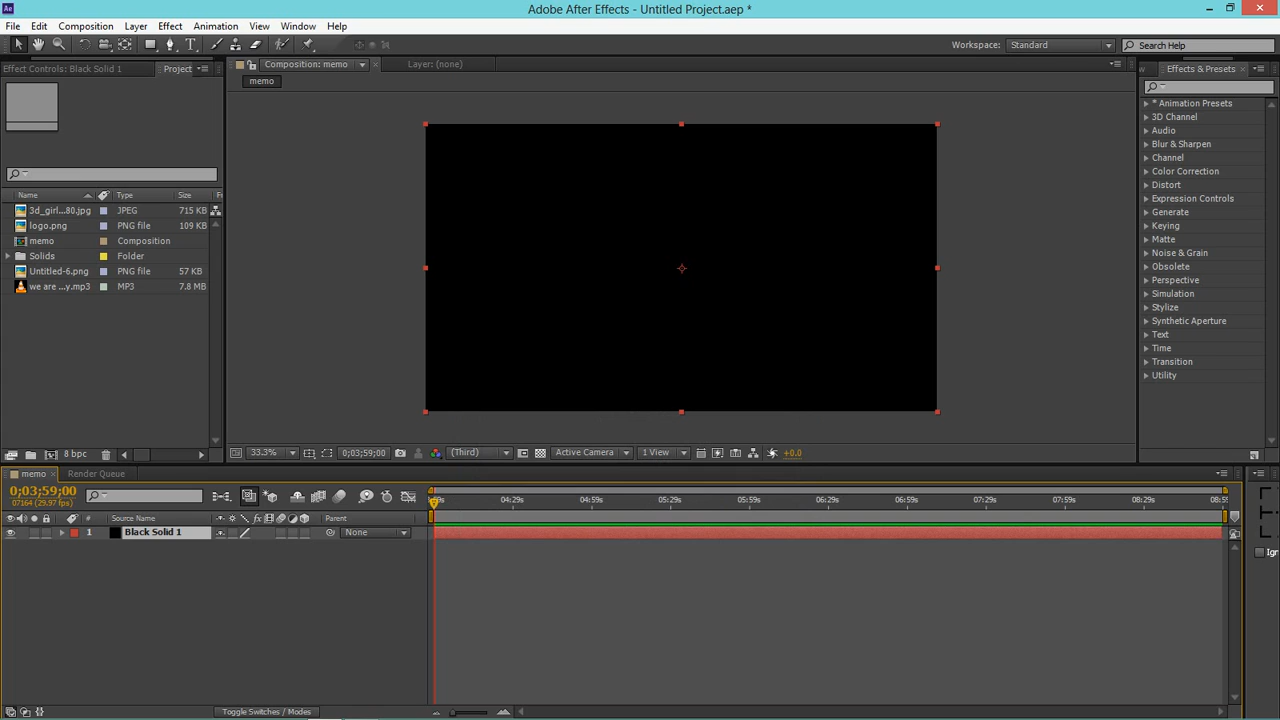 Adobe After Effects - Untitled Project.aep *
File Edit Composition Layer Effect Animation View Window Help
Workspace: Standard Search Help
Effect Controls: Black Solid 1 Project Composition: memo Layer: (none) Effects & Presets
memo
* Animation Presets
3D Channel
Audio
Blur & Sharpen
Channel
Color Correction
Distort
Expression Controls
Generate
Keying
Matte
Noise & Grain
Obsolete
Perspective
Simulation
Stylize
Synthetic Aperture
Text
Time
Transition
Utility
Name Type Size
3d_girl...80.jpg JPEG 715 KB
logo.png PNG file 109 KB
memo Composition
Solids Folder
Untitled-6.png PNG file 57 KB
we are ...y.mp3 MP3 7.8 MB
8 bpc
33.3% 0;03;59;00 (Third) Active Camera 1 View +0.0
memo Render Queue
0;03;59;00
07164 (29.97 fps)
04:29s 04:59s 05:29s 05:59s 06:29s 06:59s 07:29s 07:59s 08:29s
# Source Name Parent
1 Black Solid 1 None
Toggle Switches / Modes